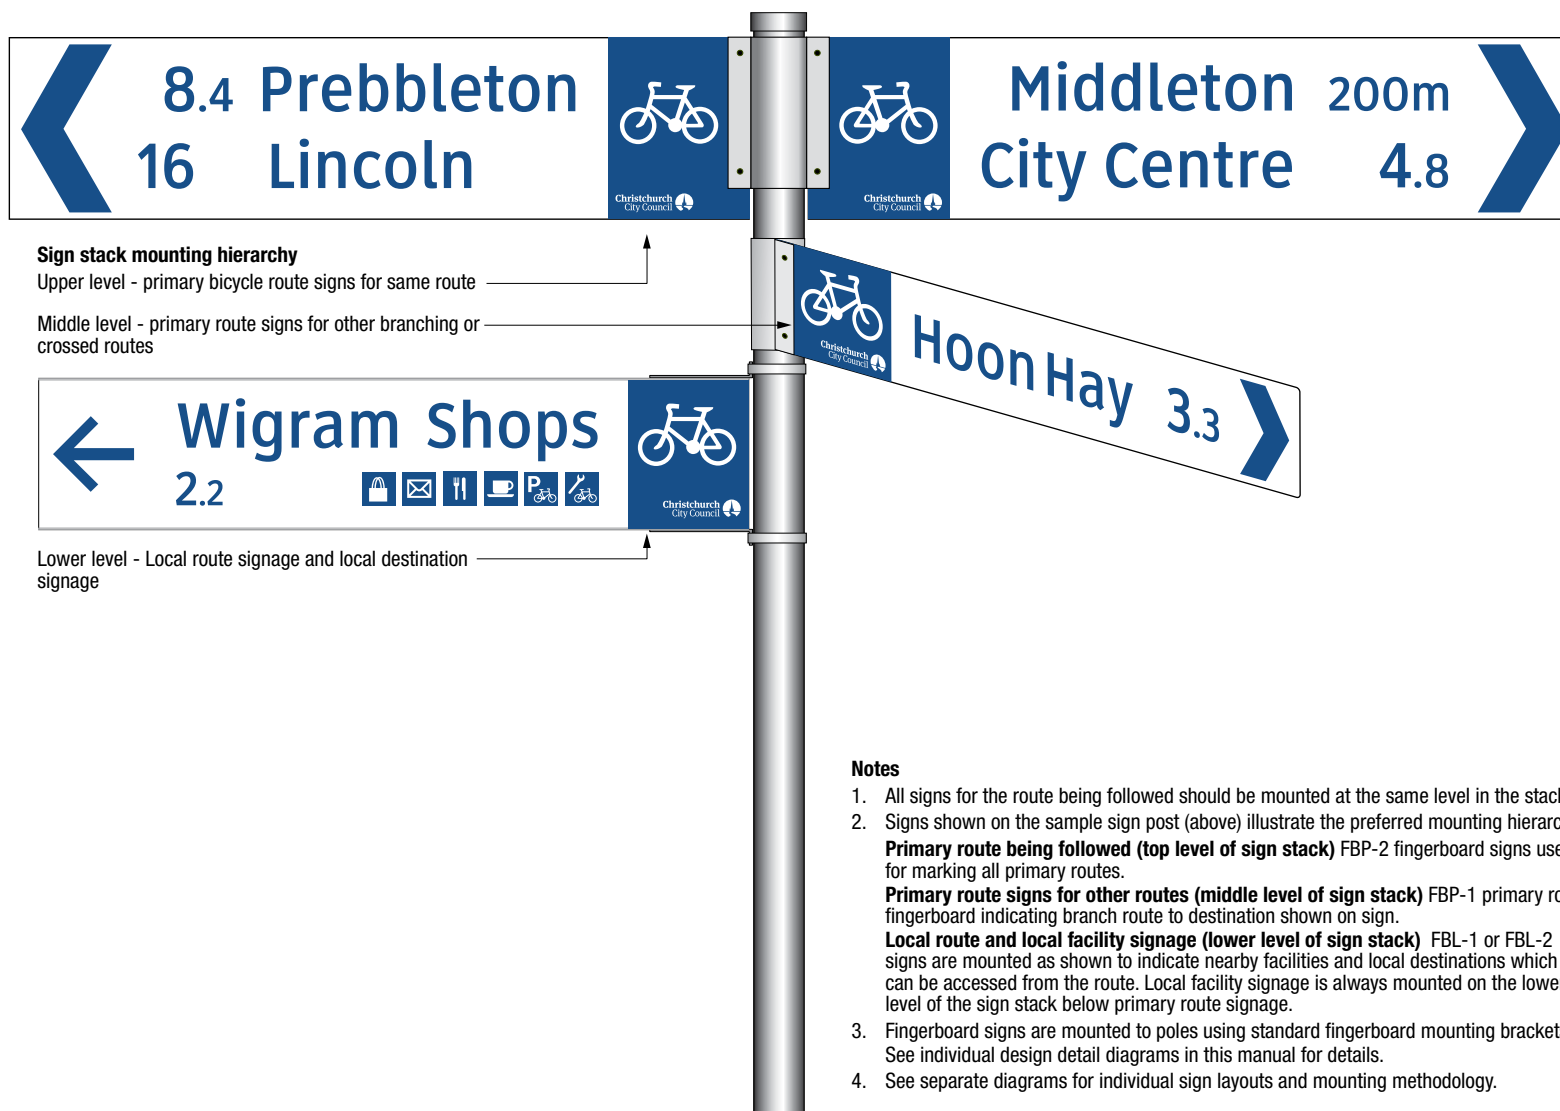 8.4 Prebbleton
16 Lincoln
Christchurch
City Council
Middleton 200m
City Centre 4.8
Christchurch
City Council
Sign stack mounting hierarchy
Upper level - primary bicycle route signs for same route
Middle level - primary route signs for other branching or
crossed routes
Hoon Hay 3.3
Christchurch
City Council
Wigram Shops
2.2
P
Christchurch
City Council
Lower level - Local route signage and local destination
signage
Notes
1. All signs for the route being followed should be mounted at the same level in the stack
2. Signs shown on the sample sign post (above) illustrate the preferred mounting hierarc
Primary route being followed (top level of sign stack) FBP-2 fingerboard signs use
for marking all primary routes.
Primary route signs for other routes (middle level of sign stack) FBP-1 primary ro
fingerboard indicating branch route to destination shown on sign.
Local route and local facility signage (lower level of sign stack) FBL-1 or FBL-2
signs are mounted as shown to indicate nearby facilities and local destinations which
can be accessed from the route. Local facility signage is always mounted on the lower
level of the sign stack below primary route signage.
3. Fingerboard signs are mounted to poles using standard fingerboard mounting bracket
See individual design detail diagrams in this manual for details.
4. See separate diagrams for individual sign layouts and mounting methodology.